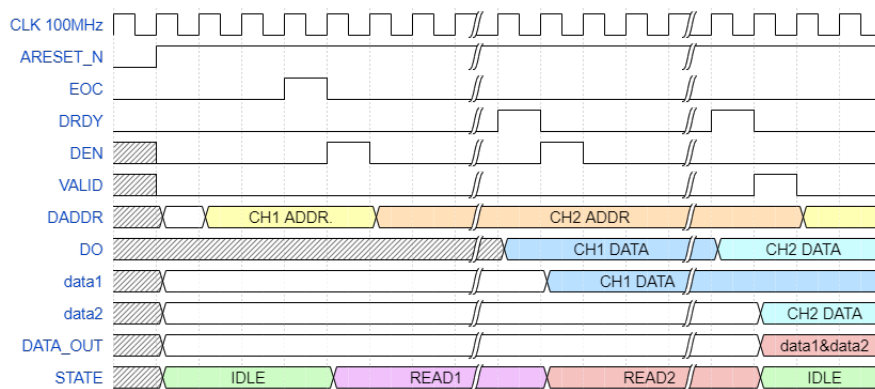 CLK 100MHz
ARESET_N
EOC
DRDY
DEN
VALID
DADDR CH1 ADDR. CH2 ADDR
DO CH1 DATA CH2 DATA
data1 CH1 DATA
data2 CH2 DATA
DATA_OUT data1&data2
STATE IDLE READ1 READ2 IDLE